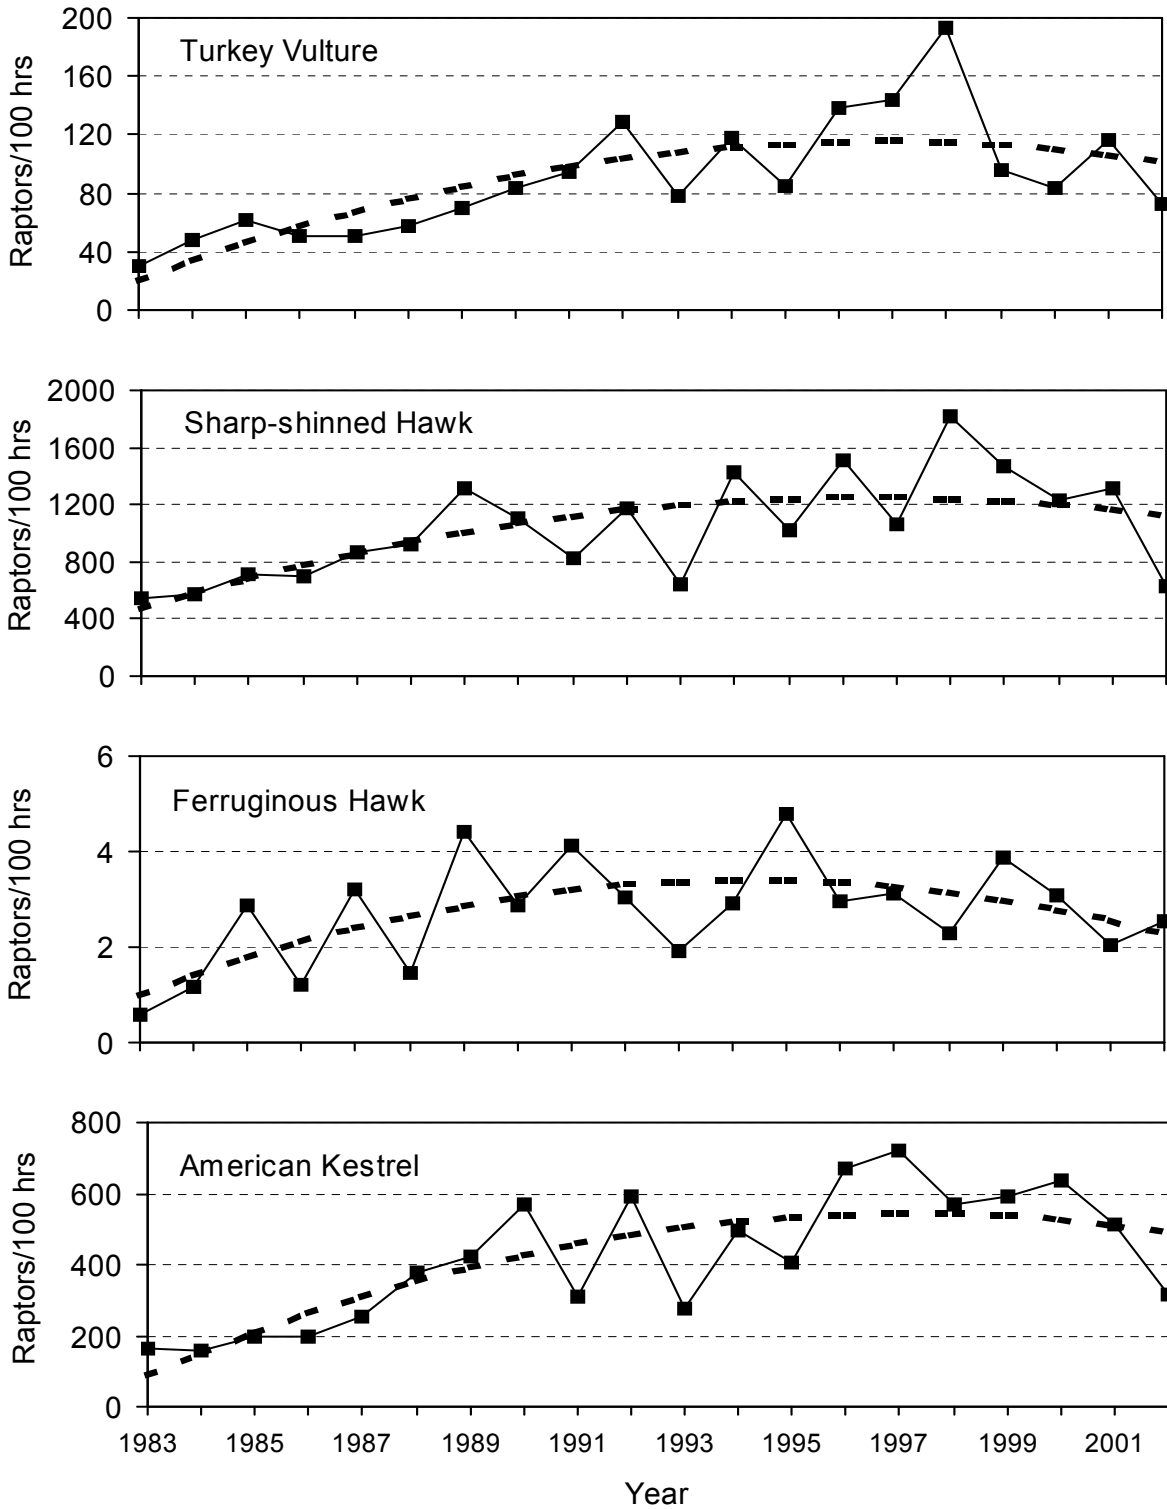 200
160
120
80
40
0
Raptors/100 hrs
Turkey Vulture
2000
1600
1200
800
400
0
Raptors/100 hrs
Sharp-shinned Hawk
6
4
2
0
Raptors/100 hrs
Ferruginous Hawk
800
600
400
200
0
Raptors/100 hrs
American Kestrel
1983 1985 1987 1989 1991 1993 1995 1997 1999 2001
Year